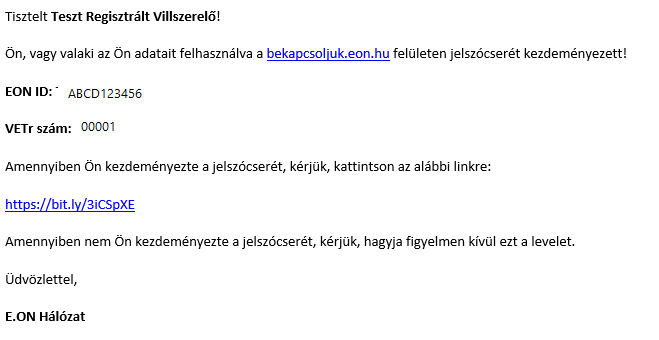 Tisztelt Teszt Regisztrált Villszerelő!
Ön, vagy valaki az Ön adatait felhasználva a bekapcsoljuk.eon.hu felületen jelszócserét kezdeményezett!
EON ID: ABCD123456
VETr szám: 00001
Amennyiben Ön kezdeményezte a jelszócserét, kérjük, kattintson az alábbi linkre:
https://bit.ly/3iCSpXE
Amennyiben nem Ön kezdeményezte a jelszócserét, kérjük, hagyja figyelmen kívül ezt a levelet.
Üdvözlettel,
E.ON Hálózat